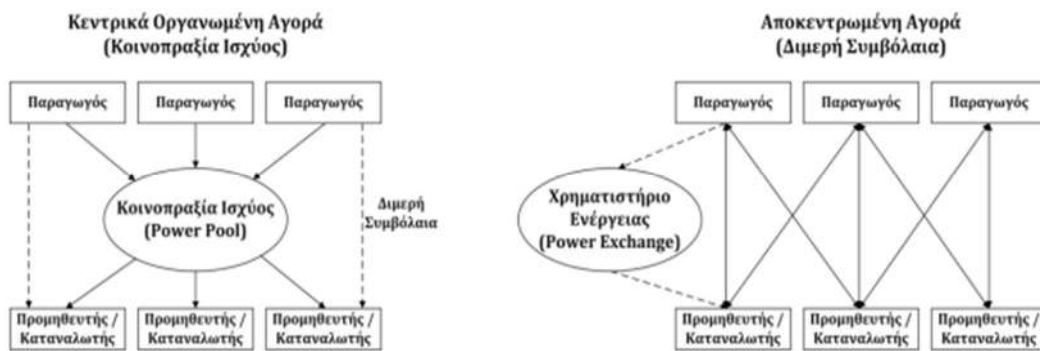 Κεντρικά Οργανωμένη Αγορά
(Κοινοπραξία Ισχύος)
Παραγωγός
Παραγωγός
Παραγωγός
Κοινοπραξία Ισχύος
(Power Pool)
Διμερή
Συμβόλαια
Προμηθευτής /
Καταναλωτής
Προμηθευτής /
Καταναλωτής
Προμηθευτής /
Καταναλωτής
Αποκεντρωμένη Αγορά
(Διμερή Συμβόλαια)
Παραγωγός
Παραγωγός
Παραγωγός
Χρηματιστήριο
Ενέργειας
(Power Exchange)
Προμηθευτής /
Καταναλωτής
Προμηθευτής /
Καταναλωτής
Προμηθευτής /
Καταναλωτής